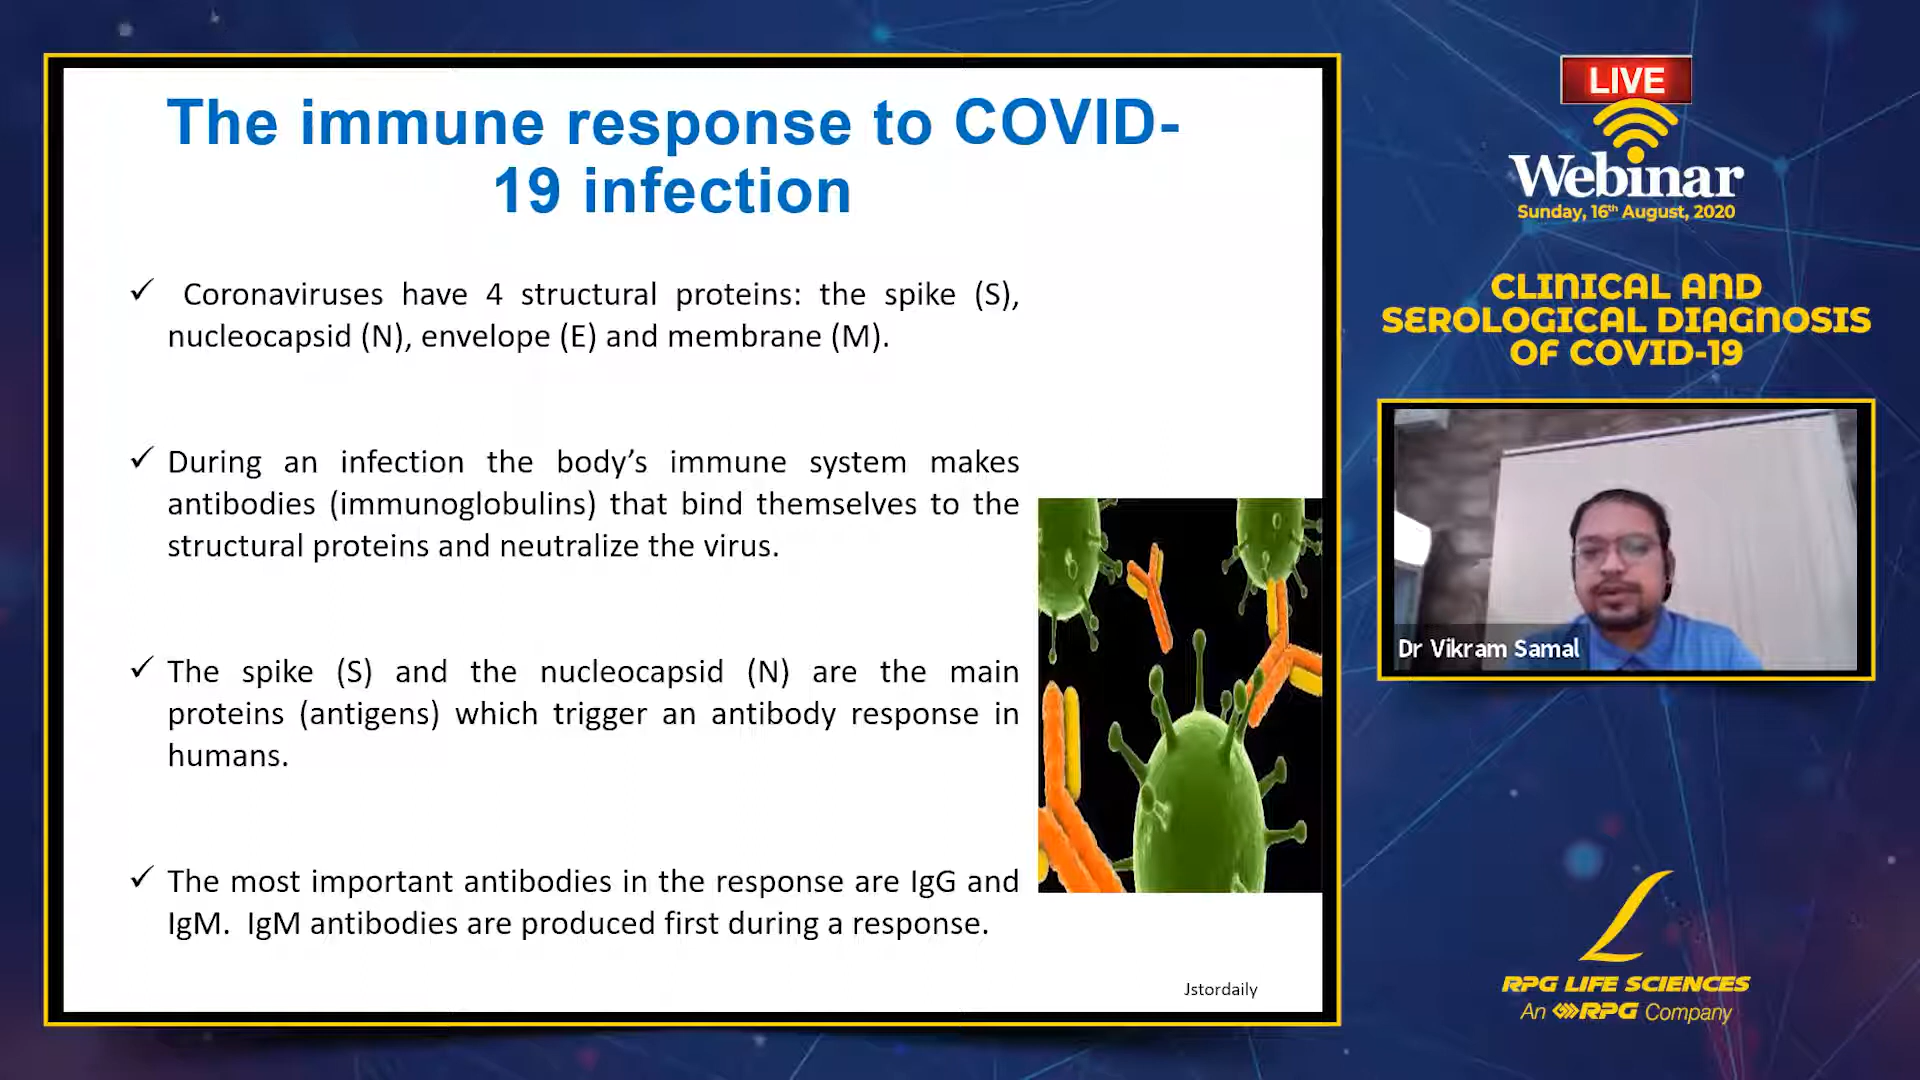 The immune response to COVID-
19 infection
✓ Coronaviruses have 4 structural proteins: the spike (S),
nucleocapsid (N), envelope (E) and membrane (M).
✓ During an infection the body’s immune system makes
antibodies (immunoglobulins) that bind themselves to the
structural proteins and neutralize the virus.
✓ The spike (S) and the nucleocapsid (N) are the main
proteins (antigens) which trigger an antibody response in
humans.
✓ The most important antibodies in the response are IgG and
IgM. IgM antibodies are produced first during a response.
Jstordaily
LIVE
Webinar
Sunday, 16th August, 2020
CLINICAL AND
SEROLOGICAL DIAGNOSIS
OF COVID-19
Dr Vikram Samal
RPG LIFE SCIENCES
An RPG Company